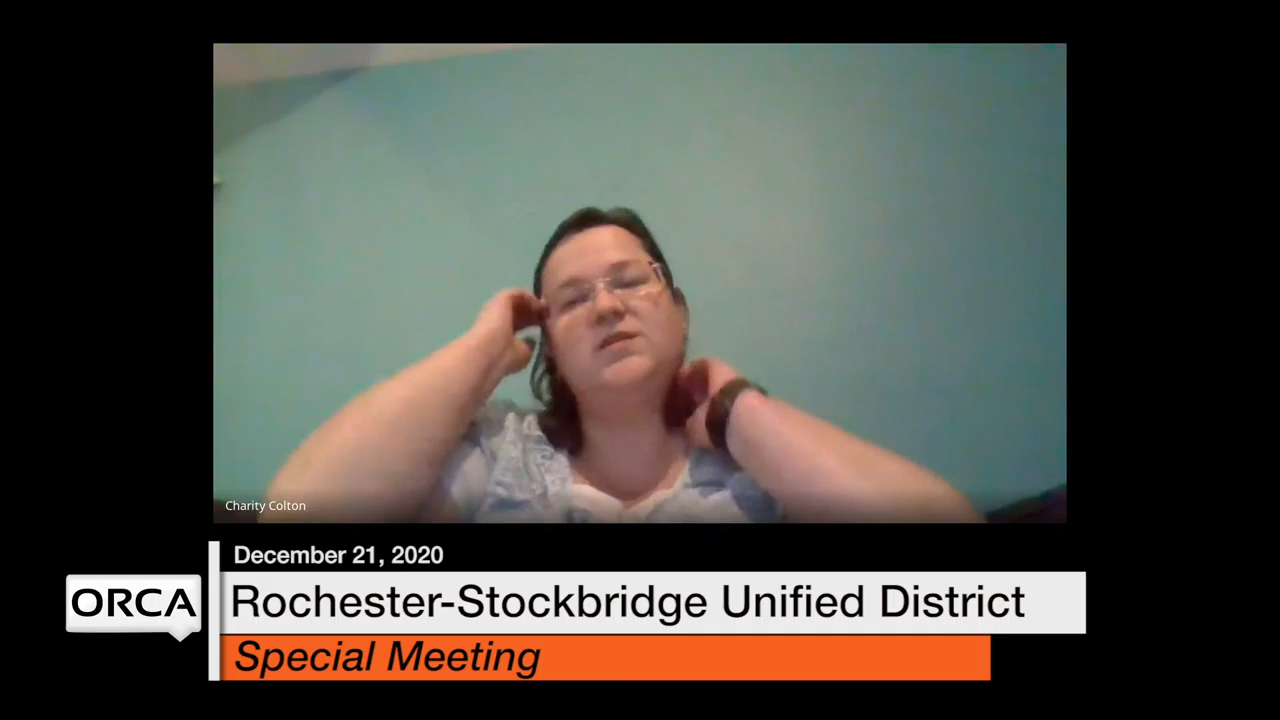 Charity Colton
December 21, 2020
ORCA
Rochester-Stockbridge Unified District
Special Meeting